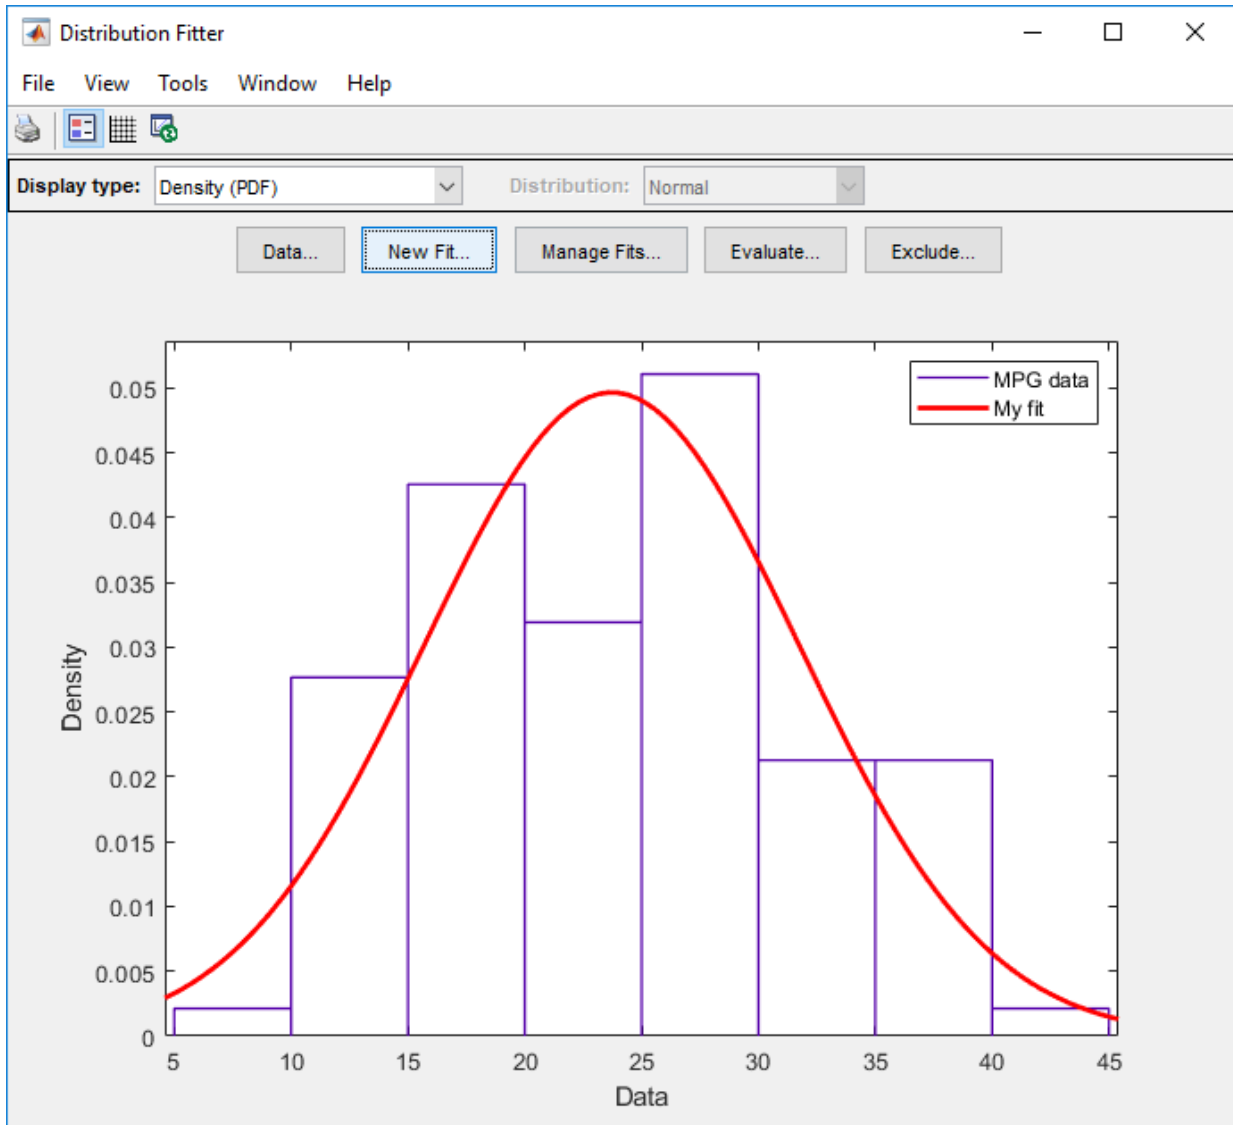 Distribution Fitter
File View Tools Window Help
Display type: Density (PDF) Distribution: Normal
Data... New Fit... Manage Fits... Evaluate... Exclude...
MPG data
My fit
0.05
0.045
0.04
0.035
0.03
0.025
0.02
0.015
0.01
0.005
0
Density
5 10 15 20 25 30 35 40 45
Data